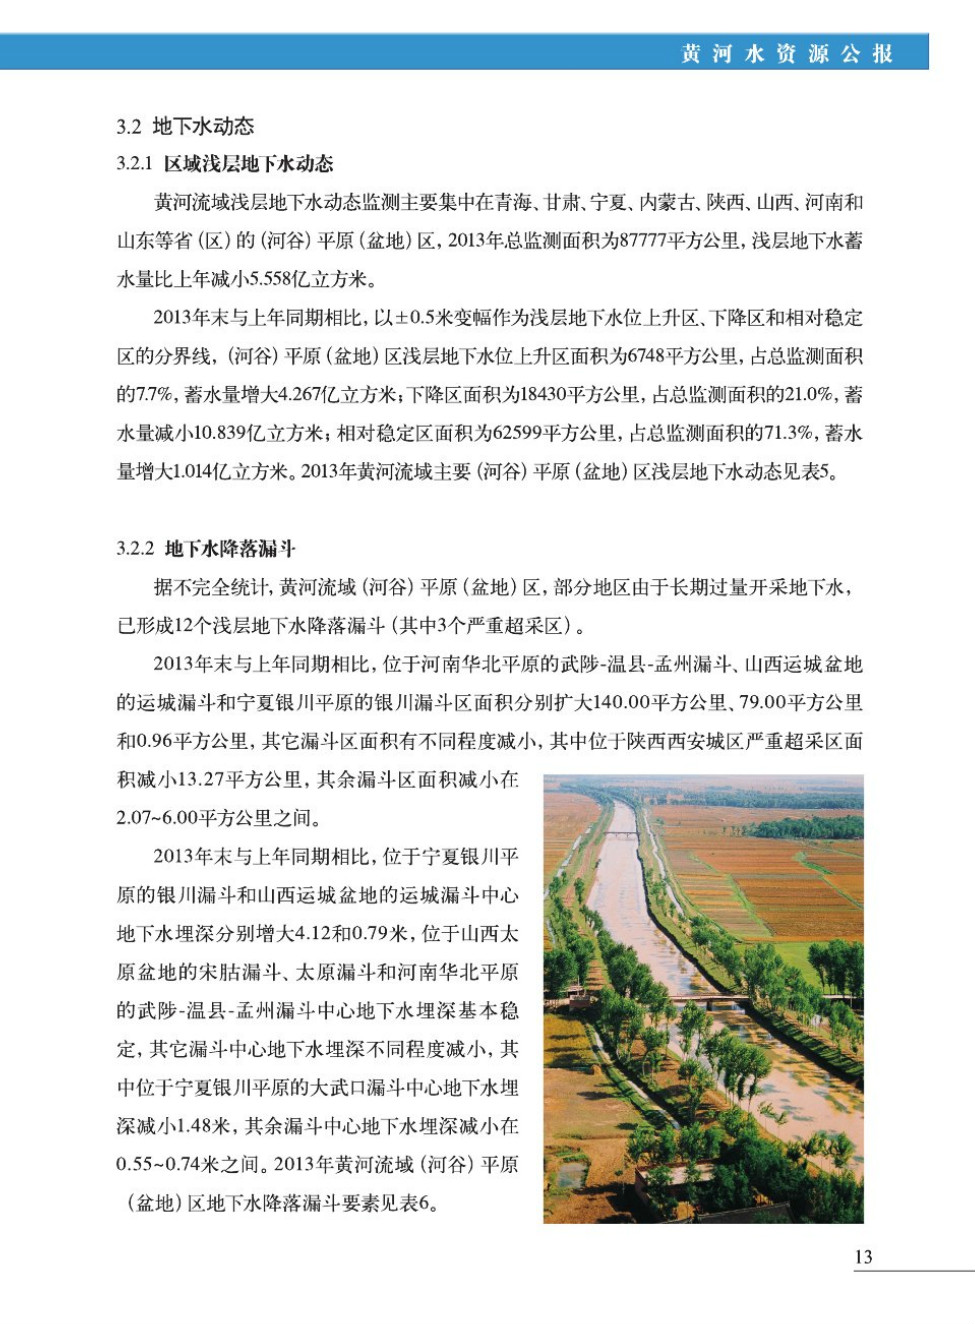 黄河水资源公报
3.2 地下水动态
3.2.1 区域浅层地下水动态
黄河流域浅层地下水动态监测主要集中在青海、甘肃、宁夏、内蒙古、陕西、山西、河南和
山东等省(区)的(河谷)平原(盆地)区,2013年总监测面积为87777平方公里,浅层地下水蓄
水量比上年减小5.558亿立方米。
2013年末与上年同期相比,以±0.5米变幅作为浅层地下水位上升区、下降区和相对稳定
区的分界线,(河谷)平原(盆地)区浅层地下水位上升区面积为6748平方公里,占总监测面积
的7.7%,蓄水量增大4.267亿立方米;下降区面积为18430平方公里,占总监测面积的21.0%,蓄
水量减小10.839亿立方米;相对稳定区面积为62599平方公里,占总监测面积的71.3%,蓄水
量增大1.014亿立方米。2013年黄河流域主要(河谷)平原(盆地)区浅层地下水动态见表5。
3.2.2 地下水降落漏斗
据不完全统计,黄河流域(河谷)平原(盆地)区,部分地区由于长期过量开采地下水,
已形成12个浅层地下水降落漏斗(其中3个严重超采区)。
2013年末与上年同期相比,位于河南华北平原的武陟-温县-孟州漏斗、山西运城盆地
的运城漏斗和宁夏银川平原的银川漏斗区面积分别扩大140.00平方公里、79.00平方公里
和0.96平方公里,其它漏斗区面积有不同程度减小,其中位于陕西西安城区严重超采区面
积减小13.27平方公里,其余漏斗区面积减小在
2.07~6.00平方公里之间。
2013年末与上年同期相比,位于宁夏银川平
原的银川漏斗和山西运城盆地的运城漏斗中心
地下水埋深分别增大4.12和0.79米,位于山西太
原盆地的宋股漏斗、太原漏斗和河南华北平原
的武陟-温县-孟州漏斗中心地下水埋深基本稳
定,其它漏斗中心地下水埋深不同程度减小,其
中位于宁夏银川平原的大武口漏斗中心地下水埋
深减小1.48米,其余漏斗中心地下水埋深减小在
0.55~0.74米之间。2013年黄河流域(河谷)平原
(盆地)区地下水降落漏斗要素见表6。
13